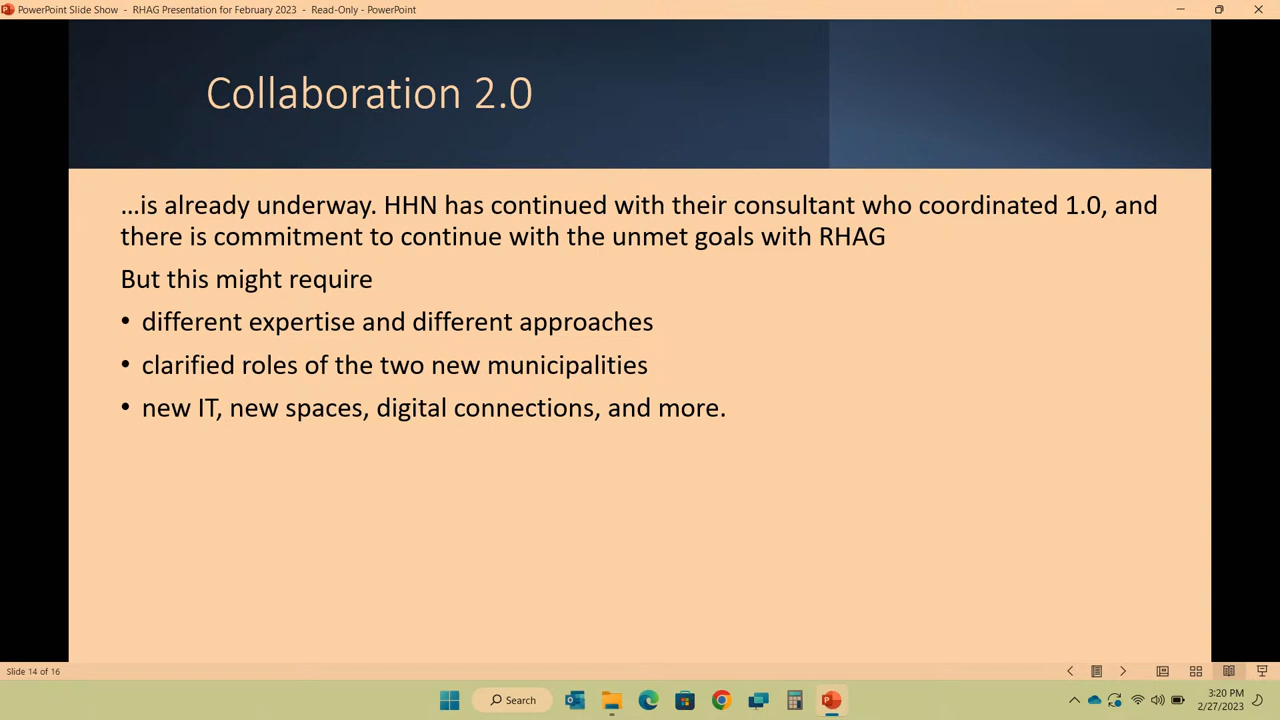 PowerPoint Slide Show - RHAG Presentation for February 2023 - Read-Only - PowerPoint
Collaboration 2.0
...is already underway. HHN has continued with their consultant who coordinated 1.0, and
there is commitment to continue with the unmet goals with RHAG
But this might require
• different expertise and different approaches
• clarified roles of the two new municipalities
• new IT, new spaces, digital connections, and more.
Slide 14 of 16
Search
3:20 PM
2/27/2023